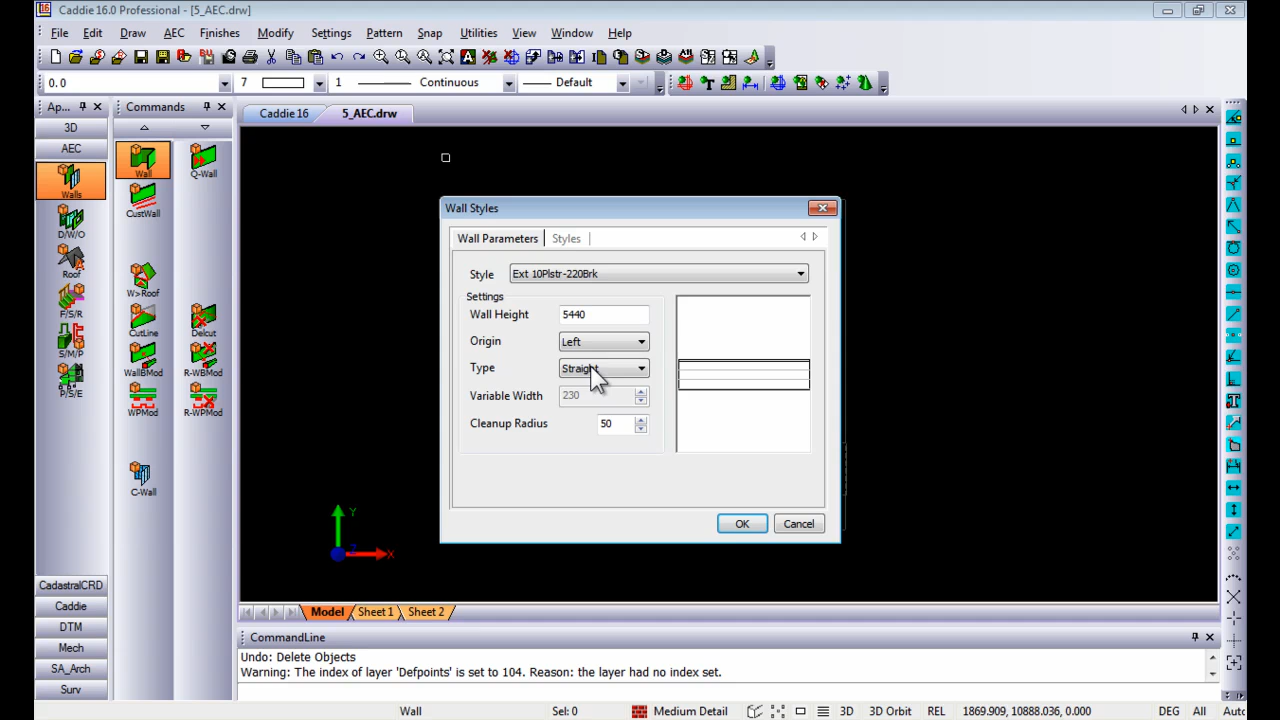 16 Caddie 16.0 Professional - [5_AEC.drw]
File Edit Draw AEC Finishes Modify Settings Pattern Snap Utilities View Window Help
0.0 7 1 Continuous Default
Ap... Commands Caddie 16 5_AEC.drw
3D
AEC
Walls Wall Q-Wall
CustWall
D/W/O
Roof
W>Roof
F/S/R
CutLine Delcut
S/M/P
WallBMod R-WBMod
P/S/E
WPMod R-WPMod
C-Wall
Wall Styles
Wall Parameters Styles
Style Ext 10Plstr-220Brk
Settings
Wall Height 5440
Origin Left
Type Straight
Variable Width 230
Cleanup Radius 50
OK Cancel
Y
Z X
CadastralCRD
Caddie
DTM
Mech
SA_Arch
Surv
Model Sheet 1 Sheet 2
CommandLine
Undo: Delete Objects
Warning: The index of layer 'Defpoints' is set to 104. Reason: the layer had no index set.
Wall Sel: 0 Medium Detail 3D 3D Orbit REL 1869.909, 10888.036, 0.000 DEG All Auto